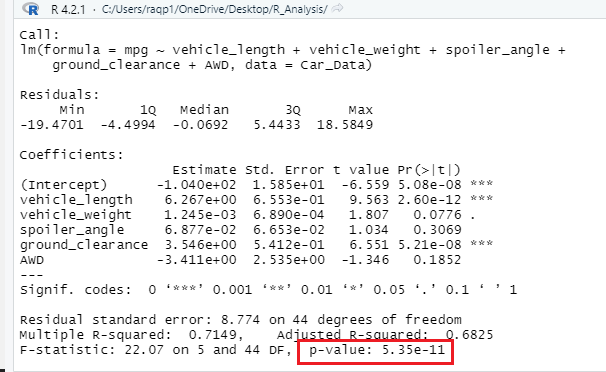 R R 4.2.1 · C:/Users/raqp1/OneDrive/Desktop/R_Analysis/
Call:
lm(formula = mpg ~ vehicle_length + vehicle_weight + spoiler_angle +
    ground_clearance + AWD, data = Car_Data)
Residuals:
     Min       1Q   Median       3Q      Max
-19.4701  -4.4994  -0.0692   5.4433  18.5849
Coefficients:
                   Estimate Std. Error t value Pr(>|t|)
(Intercept)      -1.040e+02  1.585e+01  -6.559 5.08e-08 ***
vehicle_length    6.267e+00  6.553e-01   9.563 2.60e-12 ***
vehicle_weight    1.245e-03  6.890e-04   1.807   0.0776 .
spoiler_angle     6.877e-02  6.653e-02   1.034   0.3069
ground_clearance  3.546e+00  5.412e-01   6.551 5.21e-08 ***
AWD              -3.411e+00  2.535e+00  -1.346   0.1852
---
Signif. codes:  0 ‘***’ 0.001 ‘**’ 0.01 ‘*’ 0.05 ‘.’ 0.1 ‘ ’ 1
Residual standard error: 8.774 on 44 degrees of freedom
Multiple R-squared:  0.7149,    Adjusted R-squared:  0.6825
F-statistic: 22.07 on 5 and 44 DF,  p-value: 5.35e-11